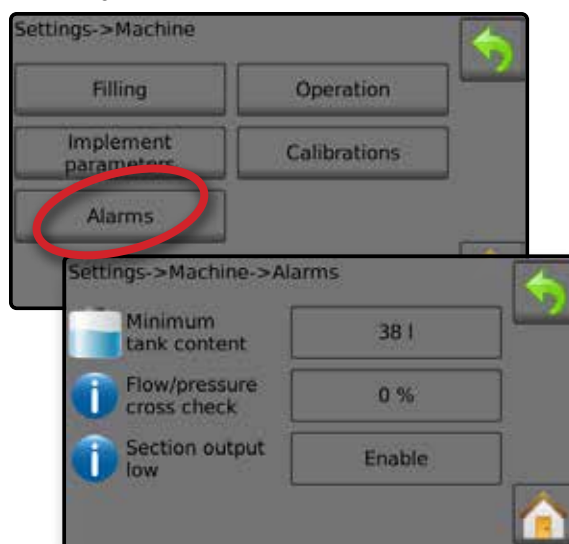 Settings->Machine
Filling
Operation
Implement
parameters
Calibrations
Alarms
Settings->Machine->Alarms
Minimum
tank content
38 l
Flow/pressure
cross check
0 %
Section output
low
Enable